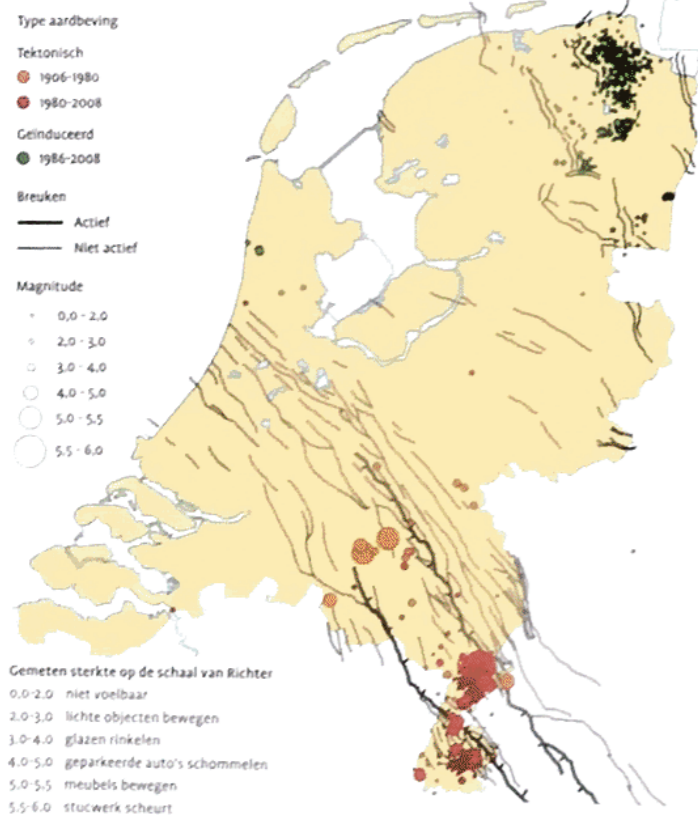 Type aardbeving
Tektonisch
1906-1980
1980-2008
Geïnduceerd
1986-2008
Breuken
Actief
Niet actief
Magnitude
0,0 - 2,0
2,0 - 3,0
3,0 - 4,0
4,0 - 5,0
5,0 - 5,5
5,5 - 6,0
Gemeten sterkte op de schaal van Richter
0,0-2,0 niet voelbaar
2,0-3,0 lichte objecten bewegen
3,0-4,0 glazen rinkelen
4,0-5,0 geparkeerde auto's schommelen
5,0-5,5 meubels bewegen
5,5-6,0 stucwerk scheurt